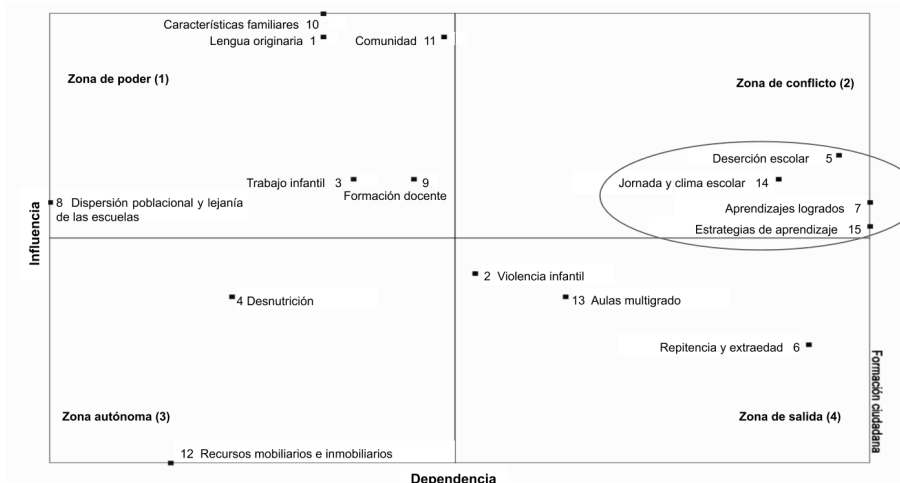 Características familiares 10
Lengua originaria 1
Comunidad 11
Zona de poder (1)
Zona de conflicto (2)
Deserción escolar 5
Trabajo infantil 3
9
Formación docente
Jornada y clima escolar 14
8 Dispersión poblacional y lejanía
de las escuelas
Aprendizajes logrados 7
Estrategias de aprendizaje 15
Influencia
2 Violencia infantil
4 Desnutrición
13 Aulas multigrado
Repitencia y extraedad 6
Formación ciudadana
Zona autónoma (3)
Zona de salida (4)
12 Recursos mobiliarios e inmobiliarios
Dependencia